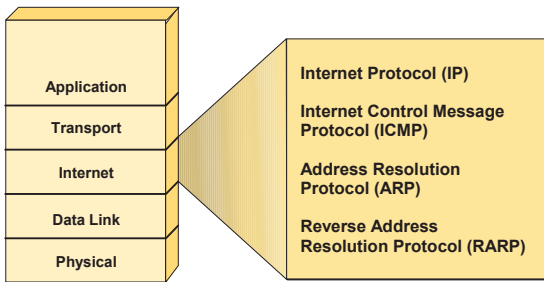 Application
Transport
Internet
Data Link
Physical
Internet Protocol (IP)
Internet Control Message
Protocol (ICMP)
Address Resolution
Protocol (ARP)
Reverse Address
Resolution Protocol (RARP)